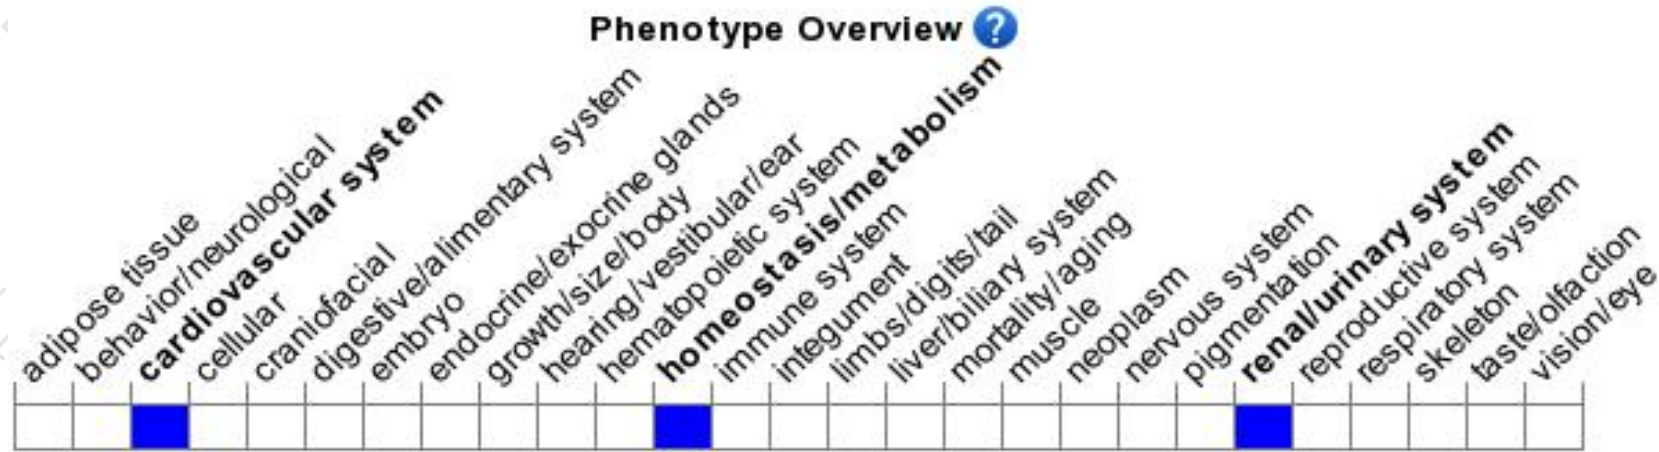 Phenotype Overview ?
adipose tissue
behavior/neurological
cardiovascular system
cellular
craniofacial
digestive/alimentary system
embryo
endocrine/exocrine glands
growth/size/body
hearing/vestibular/ear
hematopoietic system
homeostasis/metabolism
immune system
integument
limbs/digits/tail
liver/biliary system
mortality/aging
muscle
neoplasm
nervous system
pigmentation
renal/urinary system
reproductive system
respiratory system
skeleton
taste/olfaction
vision/eye